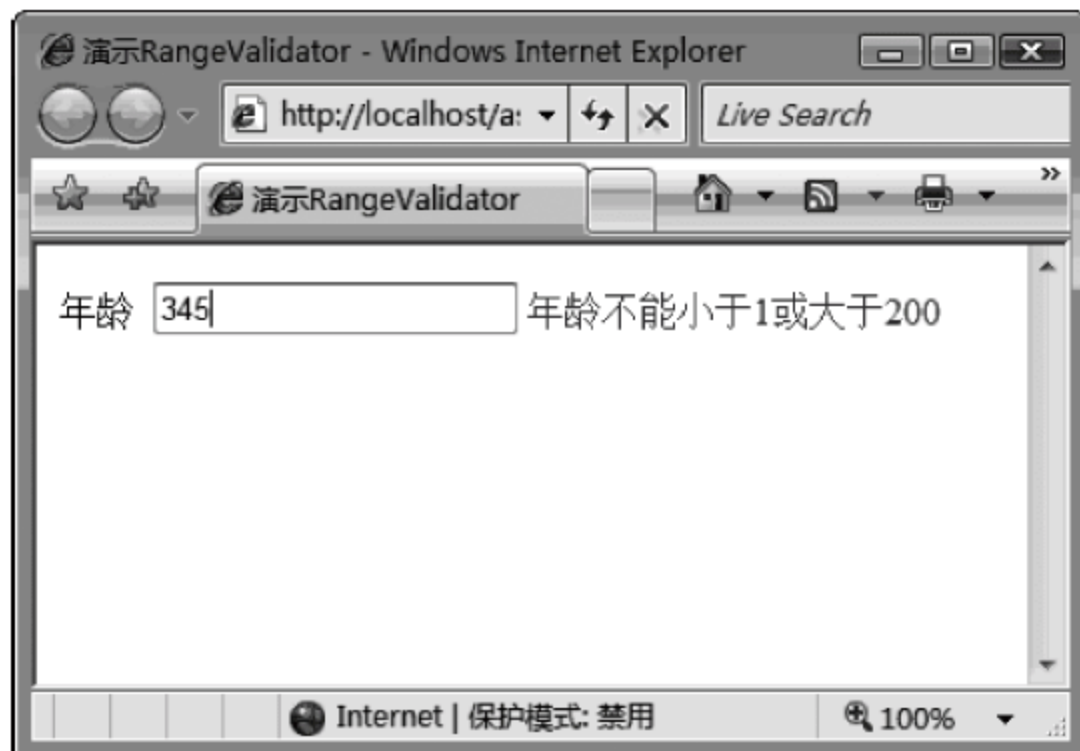 演示RangeValidator - Windows Internet Explorer
http://localhost/a:
Live Search
演示RangeValidator
年龄 345 年龄不能小于1或大于200
Internet | 保护模式: 禁用
100%